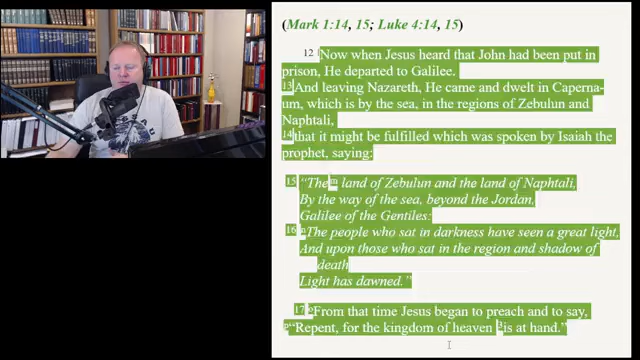 (Mark 1:14, 15; Luke 4:14, 15)
12 l Now when Jesus heard that John had been put in
prison, He departed to Galilee.
13 And leaving Nazareth, He came and dwelt in Caperna-
um, which is by the sea, in the regions of Zebulun and
Naphtali,
14 that it might be fulfilled which was spoken by Isaiah the
prophet, saying:
15 “The m land of Zebulun and the land of Naphtali,
By the way of the sea, beyond the Jordan,
Galilee of the Gentiles:
16 n The people who sat in darkness have seen a great light,
And upon those who sat in the region and shadow of
death
Light has dawned.”
17 o From that time Jesus began to preach and to say,
p “Repent, for the kingdom of heaven 3 is at hand.”